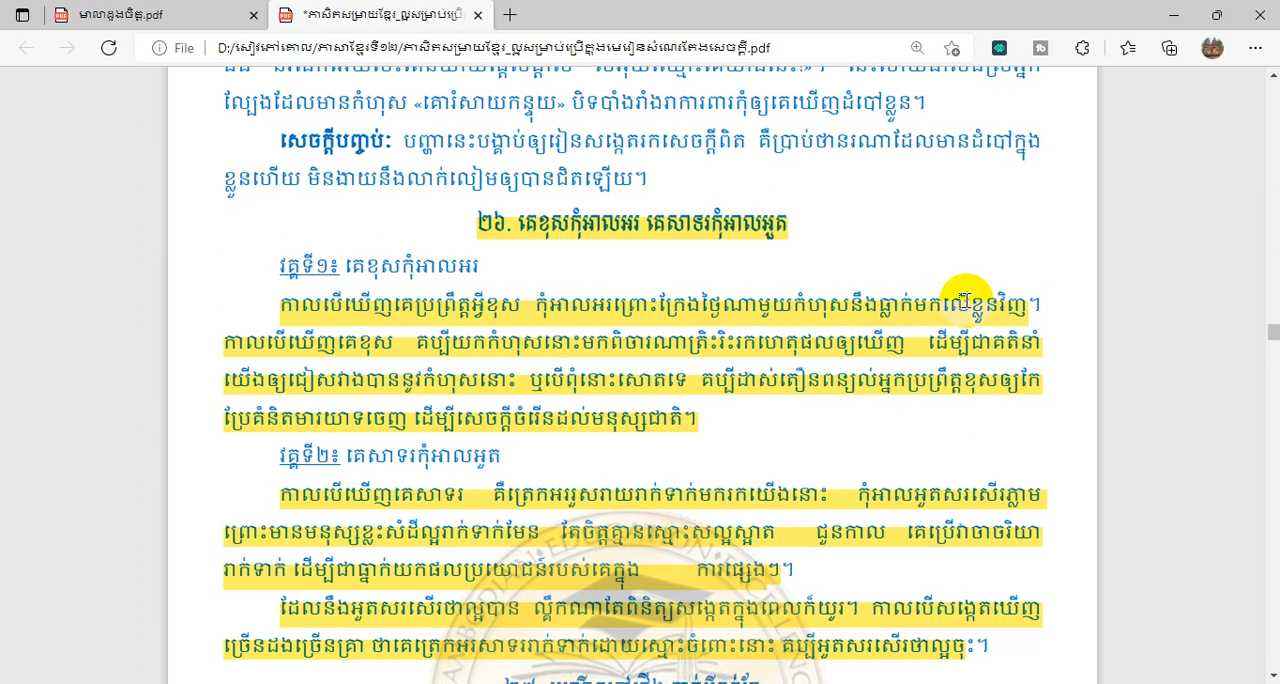 មាលាដួងចិត្ត.pdf
*ភាសិតសម្រាយខ្មែរ_ល្អសម្រាប់ប្រើ
File D:/សៀវភៅគោល/ភាសាខ្មែរទី១២/ភាសិតសម្រាយខ្មែរ_ល្អសម្រាប់ប្រើក្នុងមេរៀនសំណេរតែងសេចក្តី.pdf
ល្បែងដែលមានកំហុស «គោរំសាយកន្ទុយ» បិទបាំងរាំងរាការពារកុំឲ្យគេឃើញដំបៅខ្លួន។
សេចក្តីបញ្ចប់ៈ បញ្ហានេះបង្គាប់ឲ្យរៀនសង្កេតរកសេចក្តីពិត គឺប្រាប់ថានរណាដែលមានដំបៅក្នុង
ខ្លួនហើយ មិនងាយនឹងលាក់លៀមឲ្យបានជិតឡើយ។
២៦. គេខុសកុំអាលអរ គេសាទរកុំអាលអួត
វគ្គទី១៖ គេខុសកុំអាលអរ
កាលបើឃើញគេប្រព្រឹត្តអ្វីខុស កុំអាលអរព្រោះក្រែងថ្ងៃណាមួយកំហុសនឹងធ្លាក់មកលើខ្លួនវិញ។
កាលបើឃើញគេខុស គប្បីយកកំហុសនោះមកពិចារណាត្រិះរិះរកហេតុផលឲ្យឃើញ ដើម្បីជាគតិនាំ
យើងឲ្យជៀសវាងបាននូវកំហុសនោះ ឬបើពុំនោះសោតទេ គប្បីដាស់តឿនពន្យល់អ្នកប្រព្រឹត្តខុសឲ្យកែ
ប្រែគំនិតមារយាទចេញ ដើម្បីសេចក្តីចំរើនដល់មនុស្សជាតិ។
វគ្គទី២៖ គេសាទរកុំអាលអួត
កាលបើឃើញគេសាទរ គឺត្រេកអររួសរាយរាក់ទាក់មករកយើងនោះ កុំអាលអួតសរសើរភ្លាម
ព្រោះមានមនុស្សខ្លះសំដីល្អរាក់ទាក់មែន តែចិត្តគ្មានស្មោះសល្អស្អាត ជួនកាល គេប្រើវាចាចរិយា
រាក់ទាក់ ដើម្បីជាធ្នាក់យកផលប្រយោជន៍របស់គេក្នុង ការផ្សេងៗ។
ដែលនឹងអួតសរសើរថាល្អបាន ល្គឹកណាតែពិនិត្យសង្កេតក្នុងពេលក៏យូរ។ កាលបើសង្កេតឃើញ
ច្រើនដងច្រើនគ្រា ថាគេត្រេកអរសាទររាក់ទាក់ដោយស្មោះចំពោះនោះ គប្បីអួតសរសើរថាល្អចុះ។